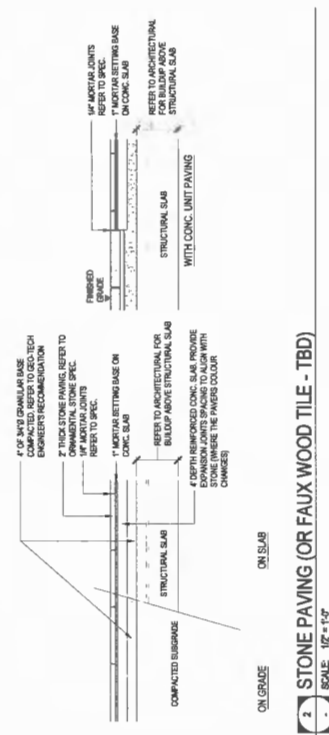 4" OF 3/4"Ø GRANULAR BASE
COMPACTED. REFER TO GEO-TECH
ENGINEER'S RECOMMENDATION
2" THICK STONE PAVING, REFER TO
ORNAMENTAL STONE SPEC.
1/4" MORTAR JOINTS
REFER TO SPEC.
1" MORTAR SETTING BASE ON
CONC. SLAB
REFER TO ARCHITECTURAL FOR
BUILDUP ABOVE STRUCTURAL SLAB
4" DEPTH REINFORCED CONC. SLAB. PROVIDE
EXPANSION JOINTS SPACING TO ALIGN WITH
STONE (WHERE THE PAVERS COLOUR
CHANGES)
COMPACTED SUBGRADE
STRUCTURAL SLAB
ON GRADE
ON SLAB
FINISHED
GRADE
1/4" MORTAR JOINTS
REFER TO SPEC.
1" MORTAR SETTING BASE
ON CONC. SLAB
REFER TO ARCHITECTURAL
FOR BUILDUP ABOVE
STRUCTURAL SLAB
STRUCTURAL SLAB
WITH CONC. UNIT PAVING
2
-
STONE PAVING (OR FAUX WOOD TILE - TBD)
SCALE: 1/2" = 1'-0"